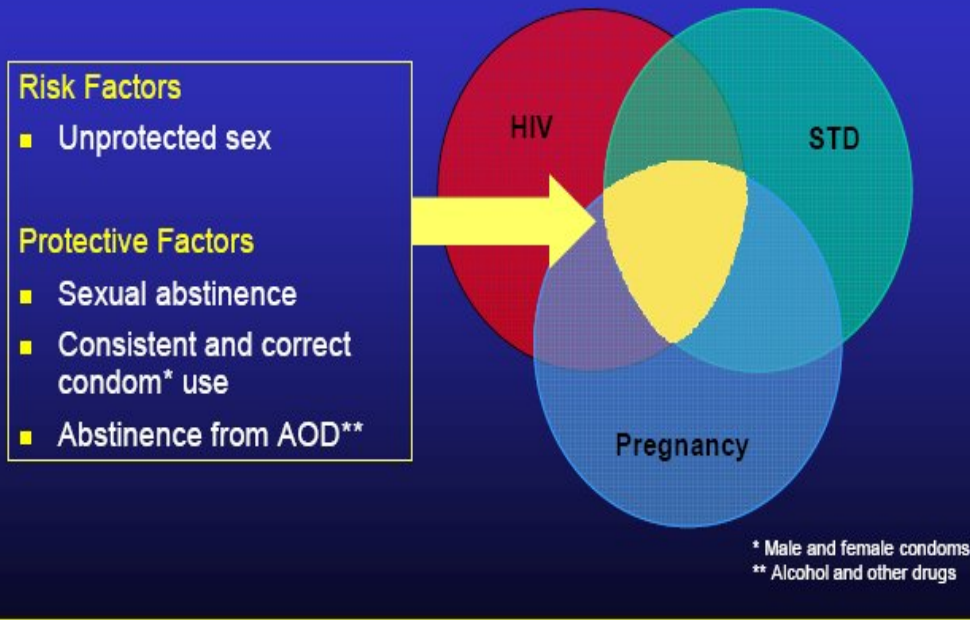 Risk Factors
▪ Unprotected sex
Protective Factors
▪ Sexual abstinence
▪ Consistent and correct
condom* use
▪ Abstinence from AOD**
HIV
STD
Pregnancy
* Male and female condoms
** Alcohol and other drugs